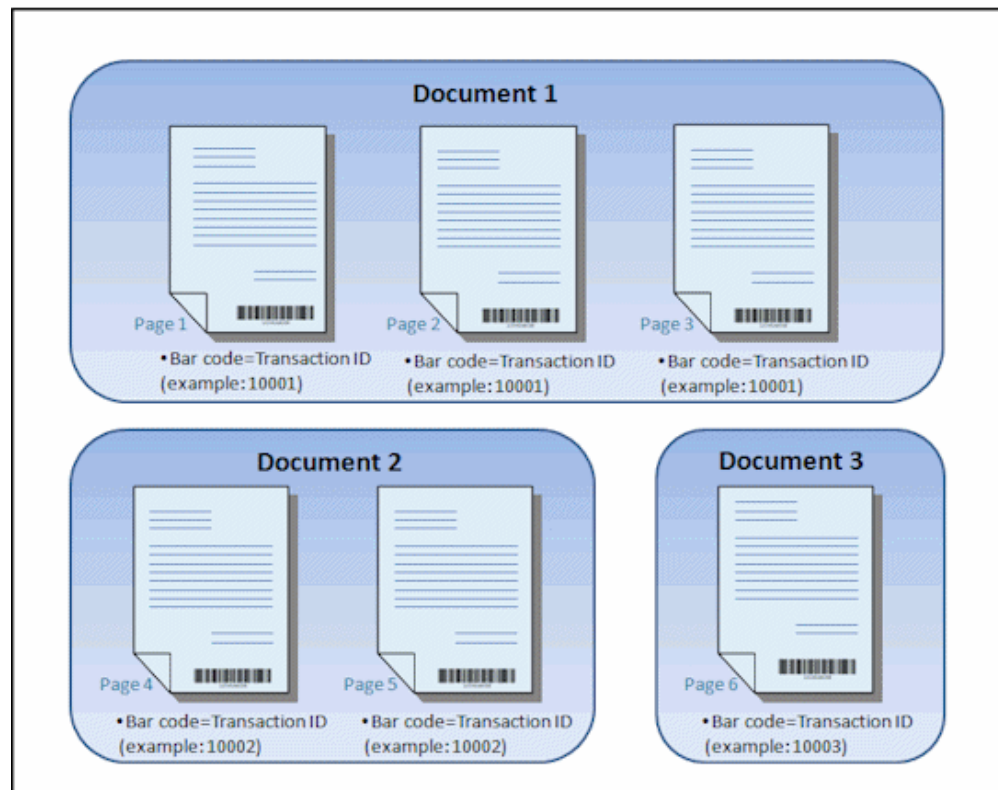 Document 1
Page 1
Page 2
Page 3
•Bar code=Transaction ID
(example:10001)
•Bar code=Transaction ID
(example:10001)
•Bar code=Transaction ID
(example:10001)
Document 2
Page 4
Page 5
•Bar code=Transaction ID
(example:10002)
•Bar code=Transaction ID
(example:10002)
Document 3
Page 6
•Bar code=Transaction ID
(example:10003)